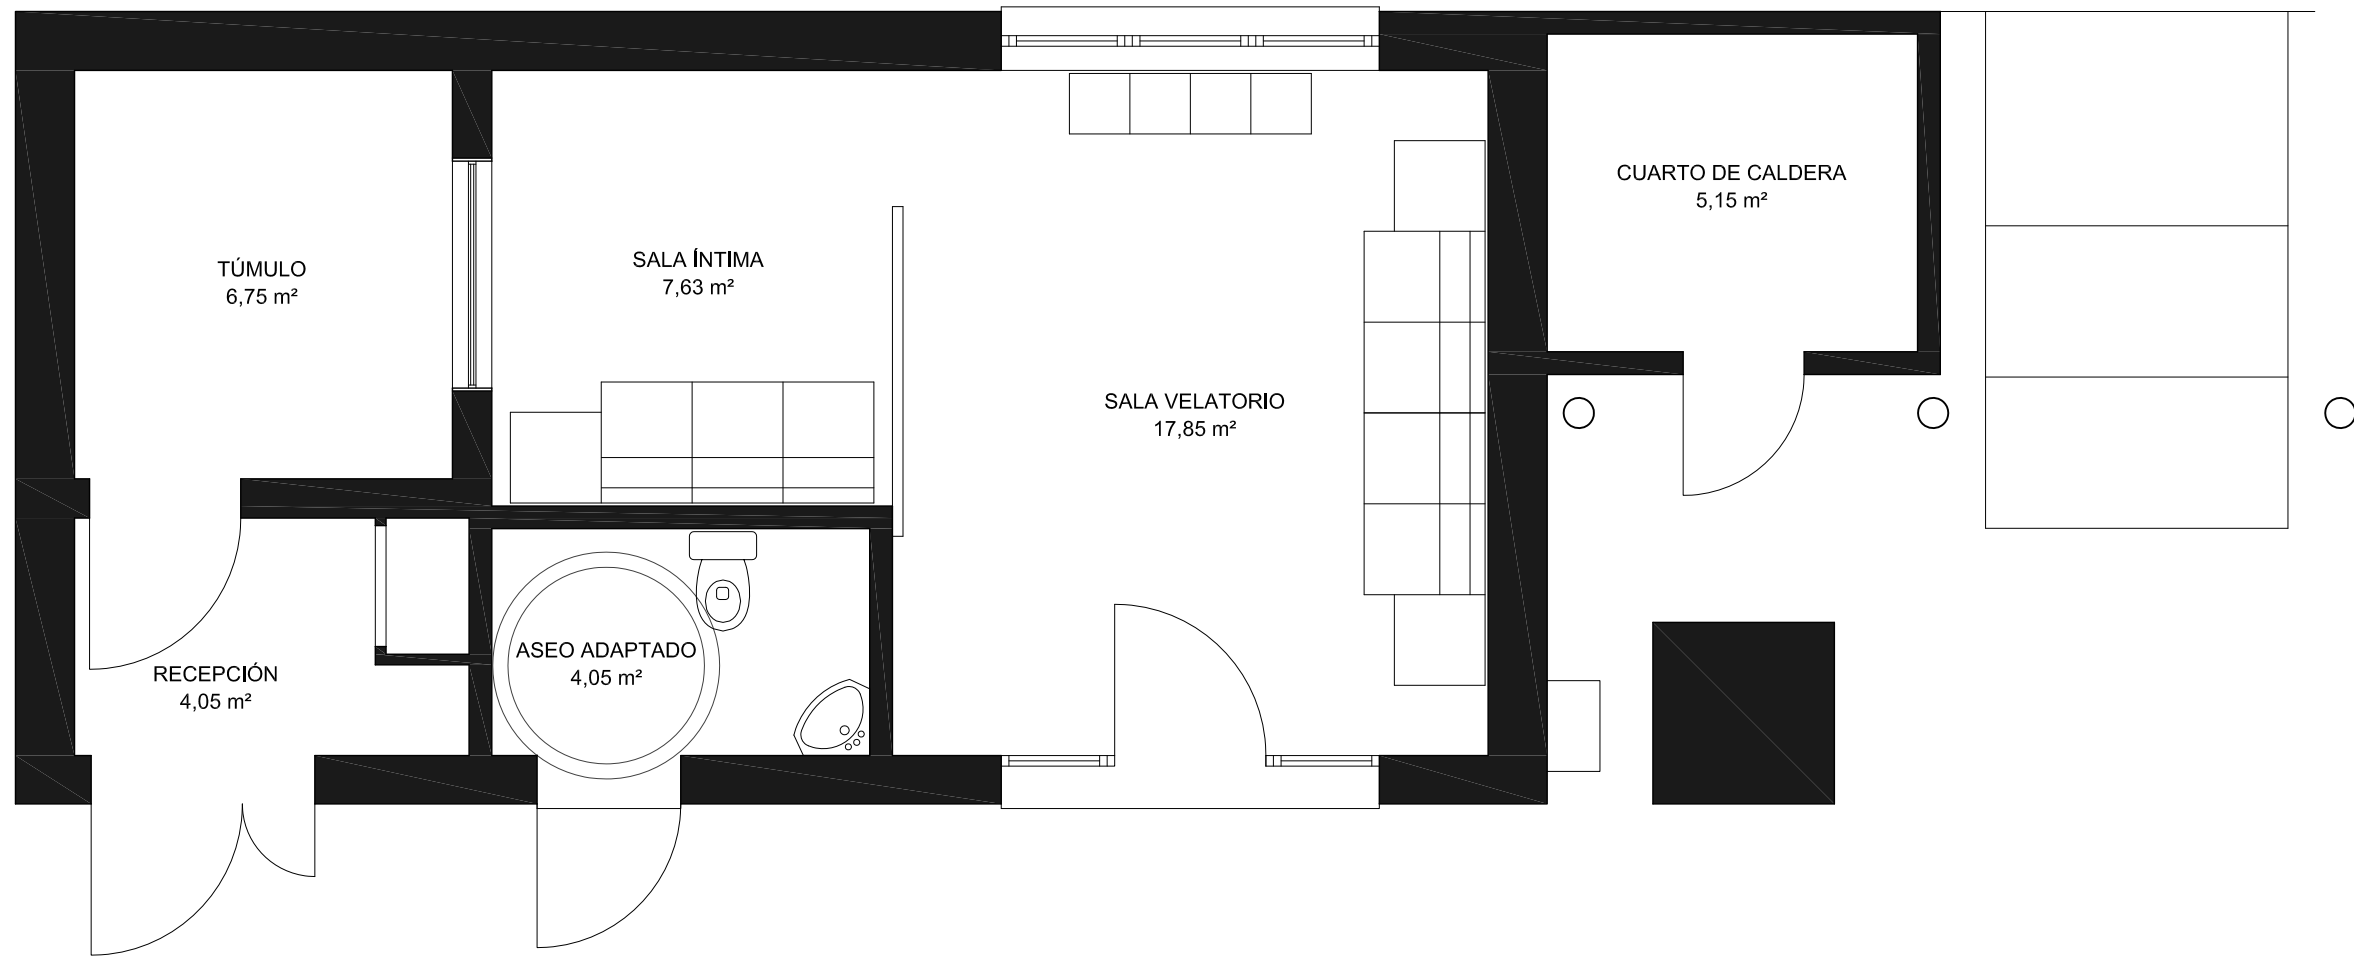 TÚMULO
6,75 m²
SALA ÍNTIMA
7,63 m²
SALA VELATORIO
17,85 m²
CUARTO DE CALDERA
5,15 m²
RECEPCIÓN
4,05 m²
ASEO ADAPTADO
4,05 m²